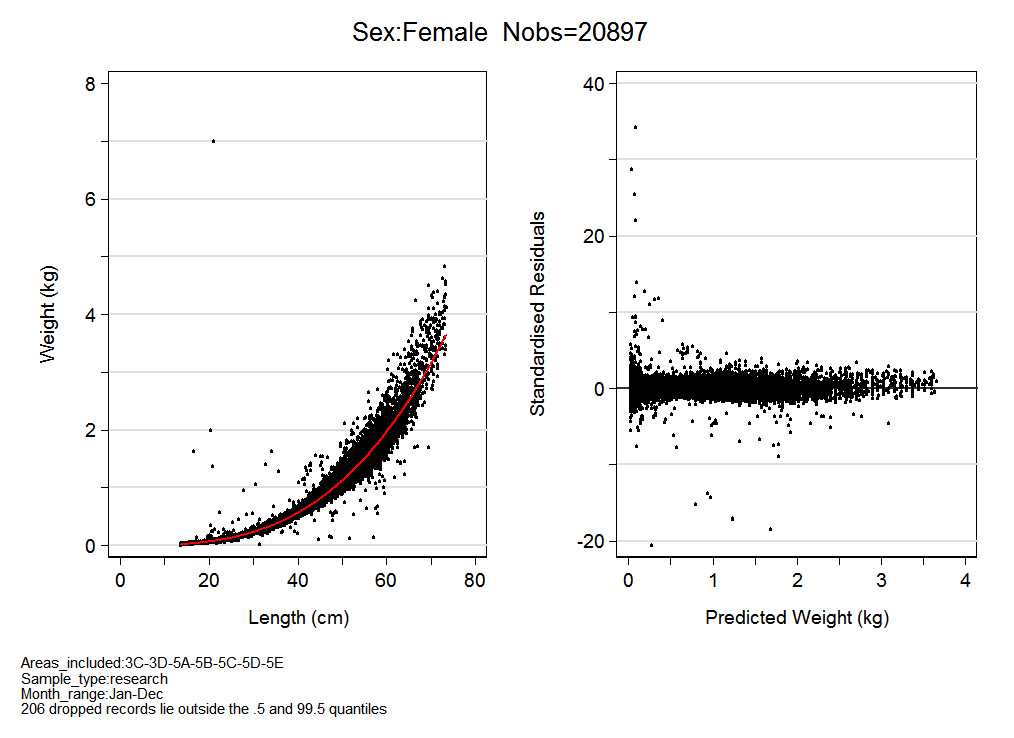 Sex:Female  Nobs=20897
8
6
4
2
0
Weight (kg)
0 20 40 60 80
Length (cm)
40
20
0
-20
Standardised Residuals
0 1 2 3 4
Predicted Weight (kg)
Areas_included:3C-3D-5A-5B-5C-5D-5E
Sample_type:research
Month_range:Jan-Dec
206 dropped records lie outside the .5 and 99.5 quantiles